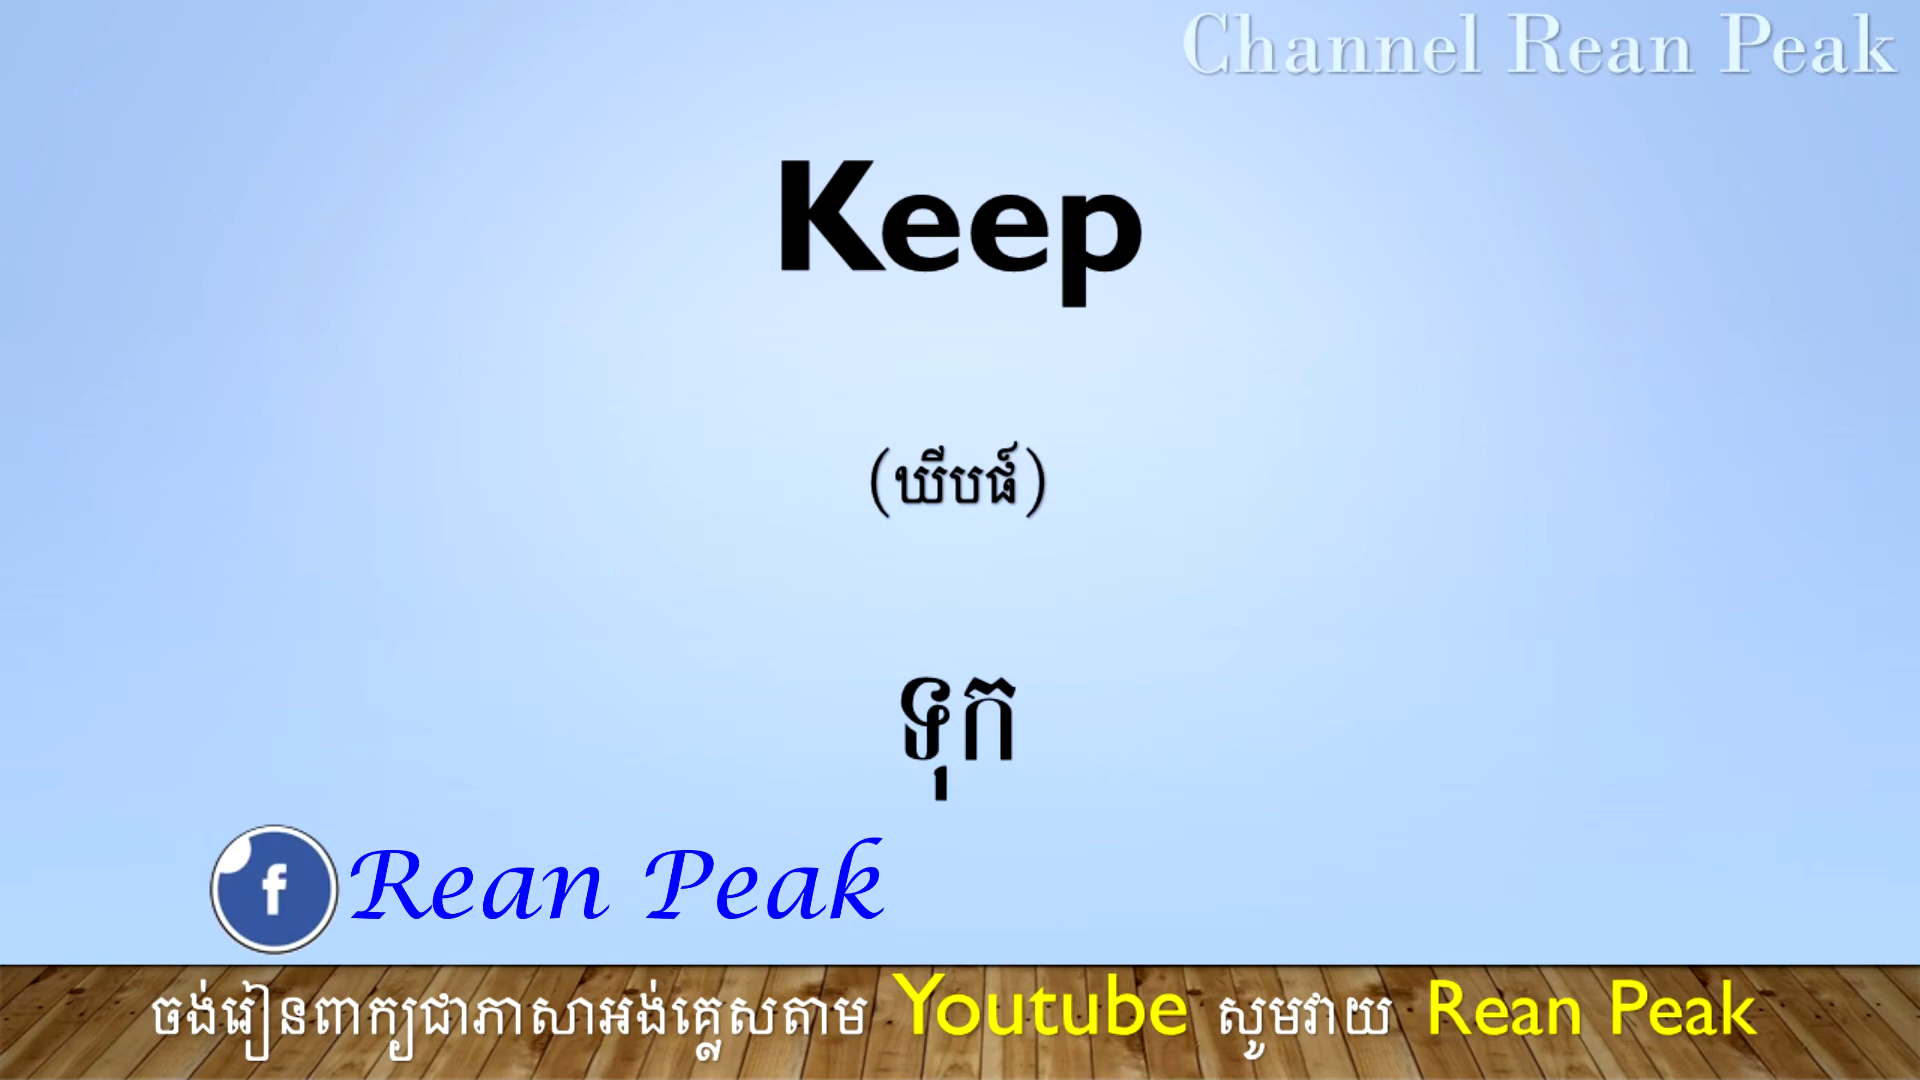 Channel Rean Peak
Keep
(ឃីបផ៍)
ទុក
f Rean Peak
ចង់រៀនពាក្យជាភាសាអង់គ្លេសតាម Youtube សូមវាយ Rean Peak